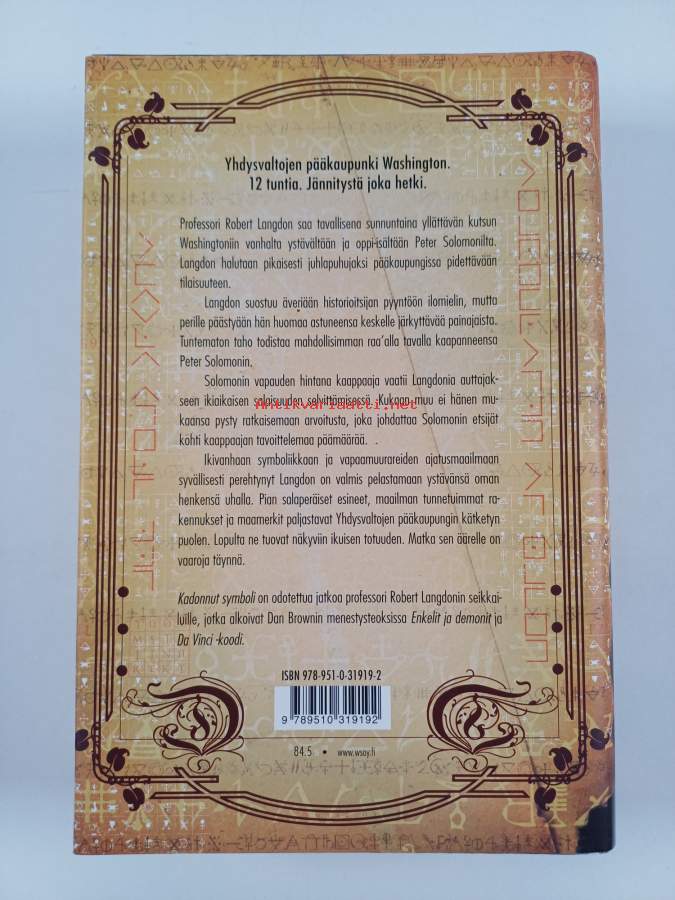 Yhdysvaltojen pääkaupunki Washington.
12 tuntia. Jännitystä joka hetki.
Professori Robert Langdon saa tavallisena sunnuntaina yllättävän kutsun
Washingtoniin vanhalta ystävältään ja oppi-isältään Peter Solomonilta.
Langdon halutaan pikaisesti juhlapuhujaksi pääkaupungissa pidettävään
tilaisuuteen.
Langdon suostuu äveriään historioitsijan pyyntöön ilomielin, mutta
perille päästyään hän huomaa astuneensa keskelle järkyttävää painajaista.
Tuntematon taho todistaa mahdollisimman raa'alla tavalla kaapanneensa
Peter Solomonin.
Solomonin vapauden hintana kaappaaja vaatii Langdonia auttajak-
seen ikiaikaisen salaisuuden selvittämisessä. Kukaan muu ei hänen mu-
Antikvariaatti.net
kaansa pysty ratkaisemaan arvoitusta, joka johdattaa Solomonin etsijät
kohti kaappaajan tavoittelemaa päämäärää.
Ikivanhaan symboliikkaan ja vapaamuurareiden ajatusmaailmaan
syvällisesti perehtynyt Langdon on valmis pelastamaan ystävänsä oman
henkensä uhalla. Pian salaperäiset esineet, maailman tunnetuimmat ra-
kennukset ja maamerkit paljastavat Yhdysvaltojen pääkaupungin kätketyn
puolen. Lopulta ne tuovat näkyviin ikuisen totuuden. Matka sen äärelle on
vaaroja täynnä.
Kadonnut symboli on odotettua jatkoa professori Robert Langdonin seikkai-
luille, jotka alkoivat Dan Brownin menestysteoksissa Enkelit ja demonit ja
Da Vinci -koodi.
ISBN 978-951-0-31919-2
9 789510 319192
84.5 • www.wsoy.fi